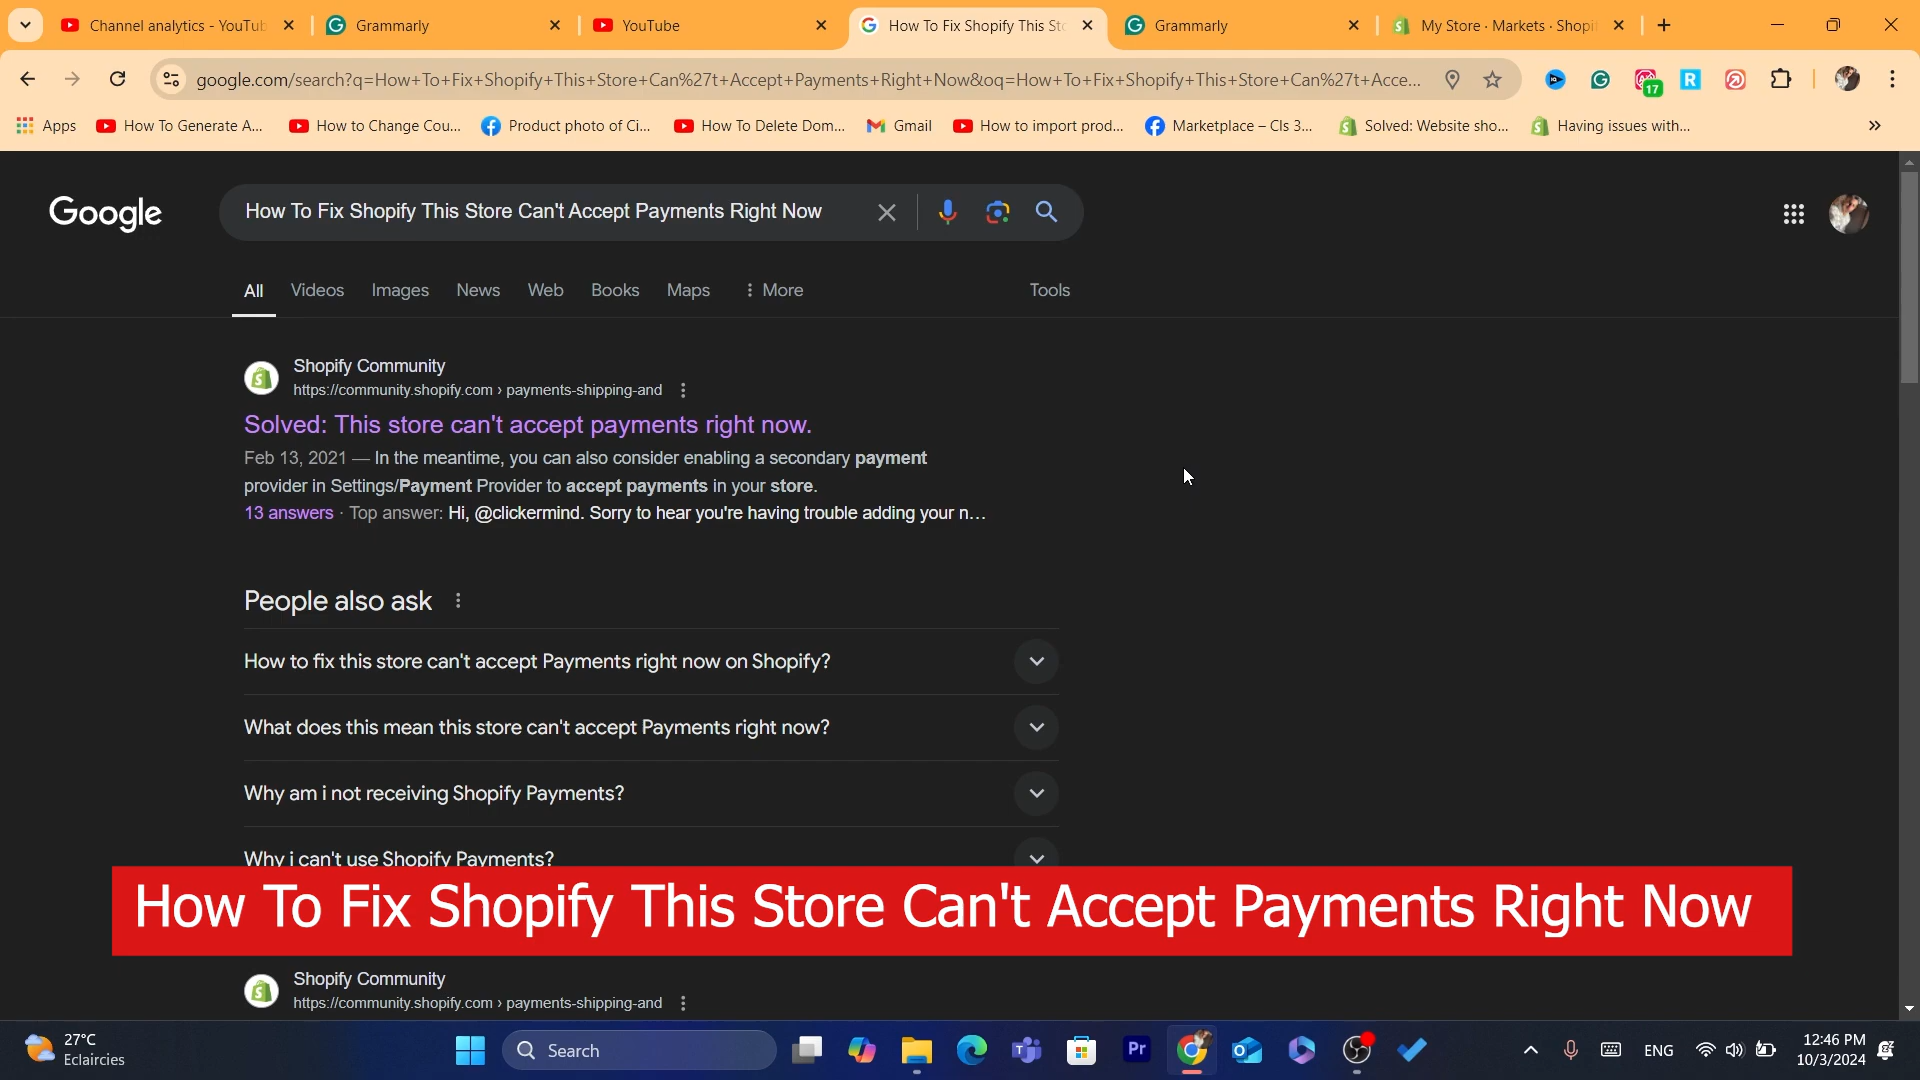 Channel analytics - YouTub
Grammarly
YouTube
How To Fix Shopify This Sto
Grammarly
My Store · Markets · Shopi
google.com/search?q=How+To+Fix+Shopify+This+Store+Can%27t+Accept+Payments+Right+Now&oq=How+To+Fix+Shopify+This+Store+Can%27t+Acce...
17
Apps
How To Generate A...
How to Change Cou...
Product photo of Ci...
How To Delete Dom...
Gmail
How to import prod...
Marketplace – Cls 3...
Solved: Website sho...
Having issues with...
Google
How To Fix Shopify This Store Can't Accept Payments Right Now
All
Videos
Images
News
Web
Books
Maps
More
Tools
Shopify Community
https://community.shopify.com › payments-shipping-and
Solved: This store can't accept payments right now.
Feb 13, 2021 — In the meantime, you can also consider enabling a secondary payment
provider in Settings/Payment Provider to accept payments in your store.
13 answers · Top answer: Hi, @clickermind. Sorry to hear you're having trouble adding your n...
People also ask
How to fix this store can't accept Payments right now on Shopify?
What does this mean this store can't accept Payments right now?
Why am i not receiving Shopify Payments?
Why i can't use Shopify Payments?
How To Fix Shopify This Store Can't Accept Payments Right Now
Shopify Community
https://community.shopify.com › payments-shipping-and
27°C
Eclaircies
Search
Pr
ENG
12:46 PM
10/3/2024